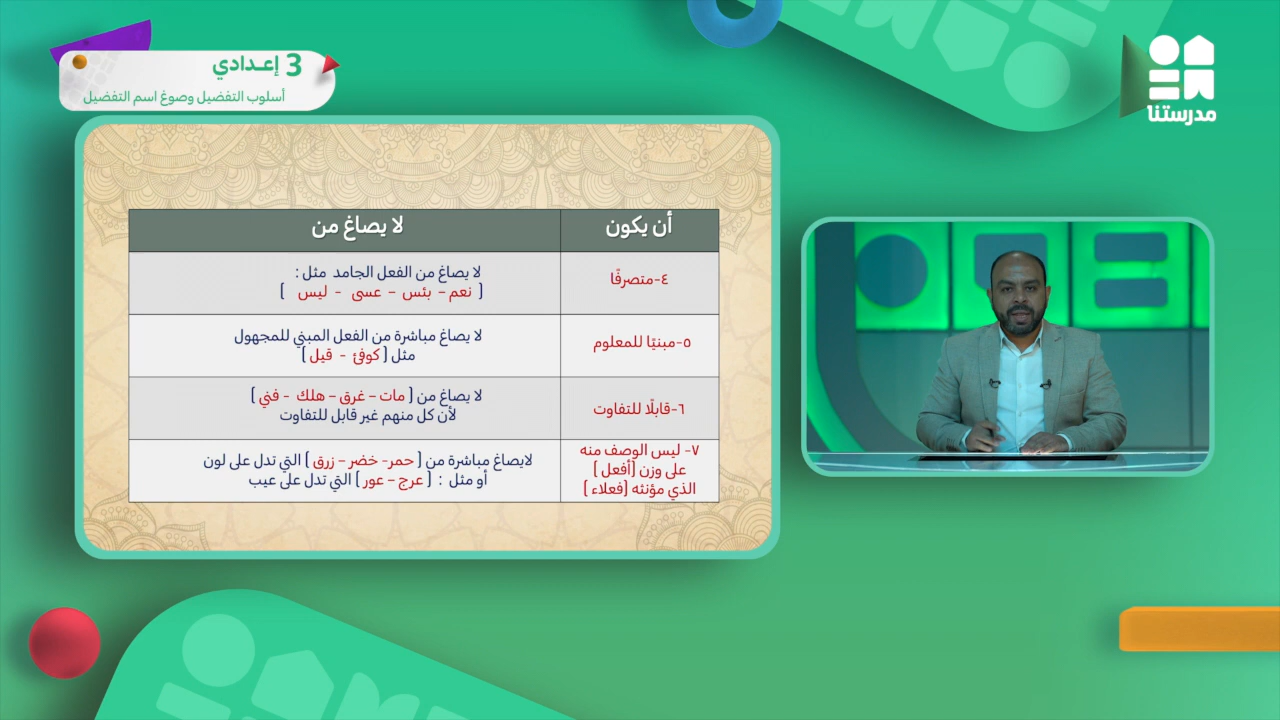 3 إعـدادي
أسلوب التفضيل وصوغ اسم التفضيل
مدرستنا
أن يكون
لا يصاغ من
٤-متصرفًا
لا يصاغ من الفعل الجامد مثل :
[ نعم – بئس – عسى - ليس ]
٥-مبنيًا للمعلوم
لا يصاغ مباشرة من الفعل المبني للمجهول
مثل [ كوفئ - قيل ]
٦-قابلًا للتفاوت
لا يصاغ من [ مات – غرق – هلك - فني ]
لأن كل منهم غير قابل للتفاوت
٧- ليس الوصف منه
على وزن [أفعل ]
الذي مؤنثه [فعلاء ]
لايصاغ مباشرة من [ حمر- خضر – زرق ] التي تدل على لون
أو مثل : [ عرج – عور ] التي تدل على عيب